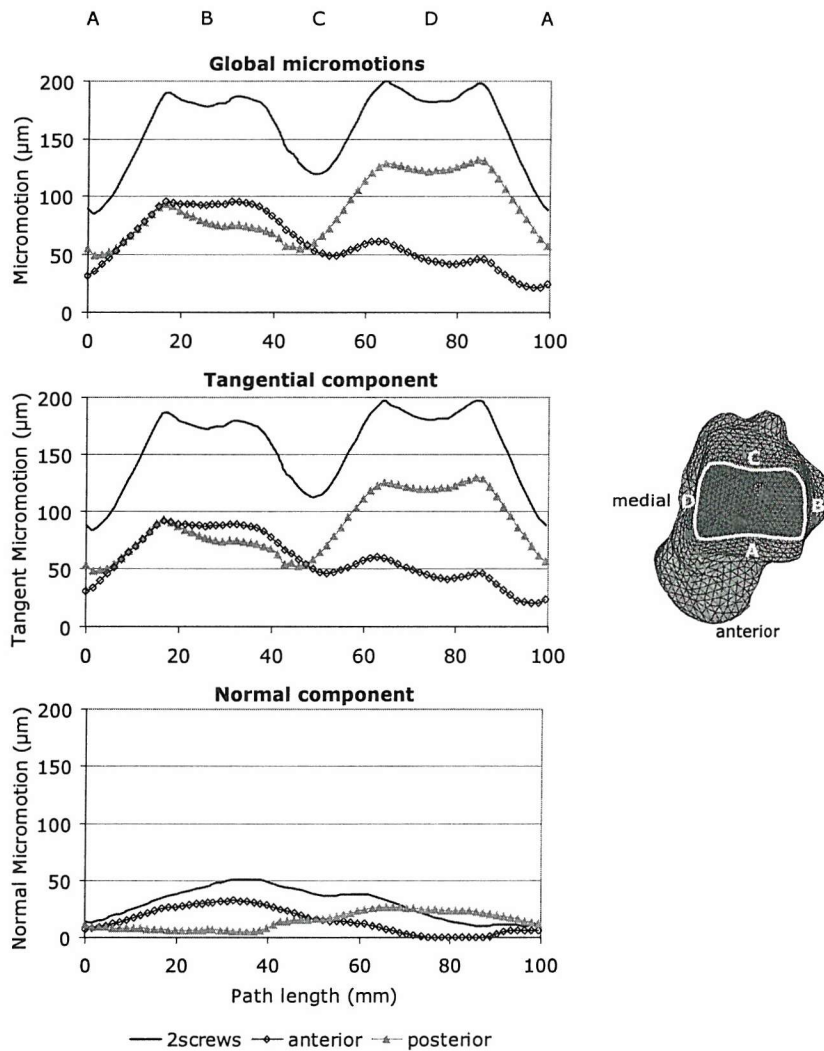 A B C D A
Global micromotions
Micromotion (µm)
200
150
100
50
0
0 20 40 60 80 100
Tangential component
Tangent Micromotion (µm)
200
150
100
50
0
0 20 40 60 80 100
C
medial D B
A
anterior
Normal component
Normal Micromotion (µm)
200
150
100
50
0
0 20 40 60 80 100
Path length (mm)
2screws anterior posterior